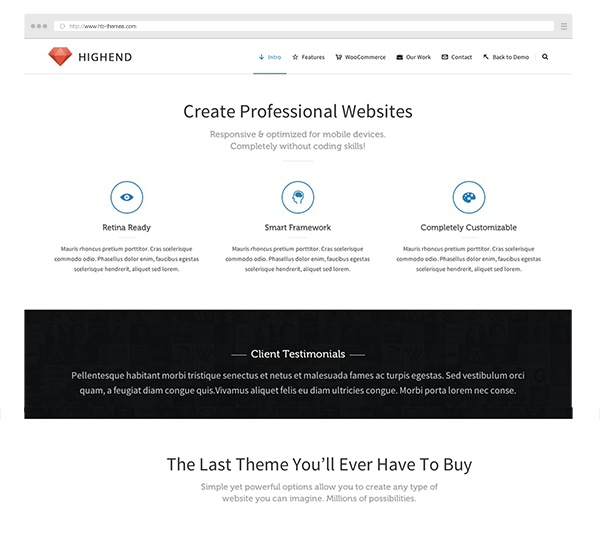 http://www.hb-themes.com
HIGHEND
Intro Features WooCommerce Our Work Contact Back to Demo
Create Professional Websites
Responsive & optimized for mobile devices.
Completely without coding skills!
Retina Ready
Mauris rhoncus pretium porttitor. Cras scelerisque
commodo odio. Phasellus dolor enim, faucibus egestas
scelerisque hendrerit, aliquet sed lorem.
Smart Framework
Mauris rhoncus pretium porttitor. Cras scelerisque
commodo odio. Phasellus dolor enim, faucibus egestas
scelerisque hendrerit, aliquet sed lorem.
Completely Customizable
Mauris rhoncus pretium porttitor. Cras scelerisque
commodo odio. Phasellus dolor enim, faucibus egestas
scelerisque hendrerit, aliquet sed lorem.
Client Testimonials
Pellentesque habitant morbi tristique senectus et netus et malesuada fames ac turpis egestas. Sed vestibulum orci
quam, a feugiat diam congue quis.Vivamus aliquet felis eu diam ultricies congue. Morbi porta lorem nec conse.
The Last Theme You'll Ever Have To Buy
Simple yet powerful options allow you to create any type of
website you can imagine. Millions of possibilities.